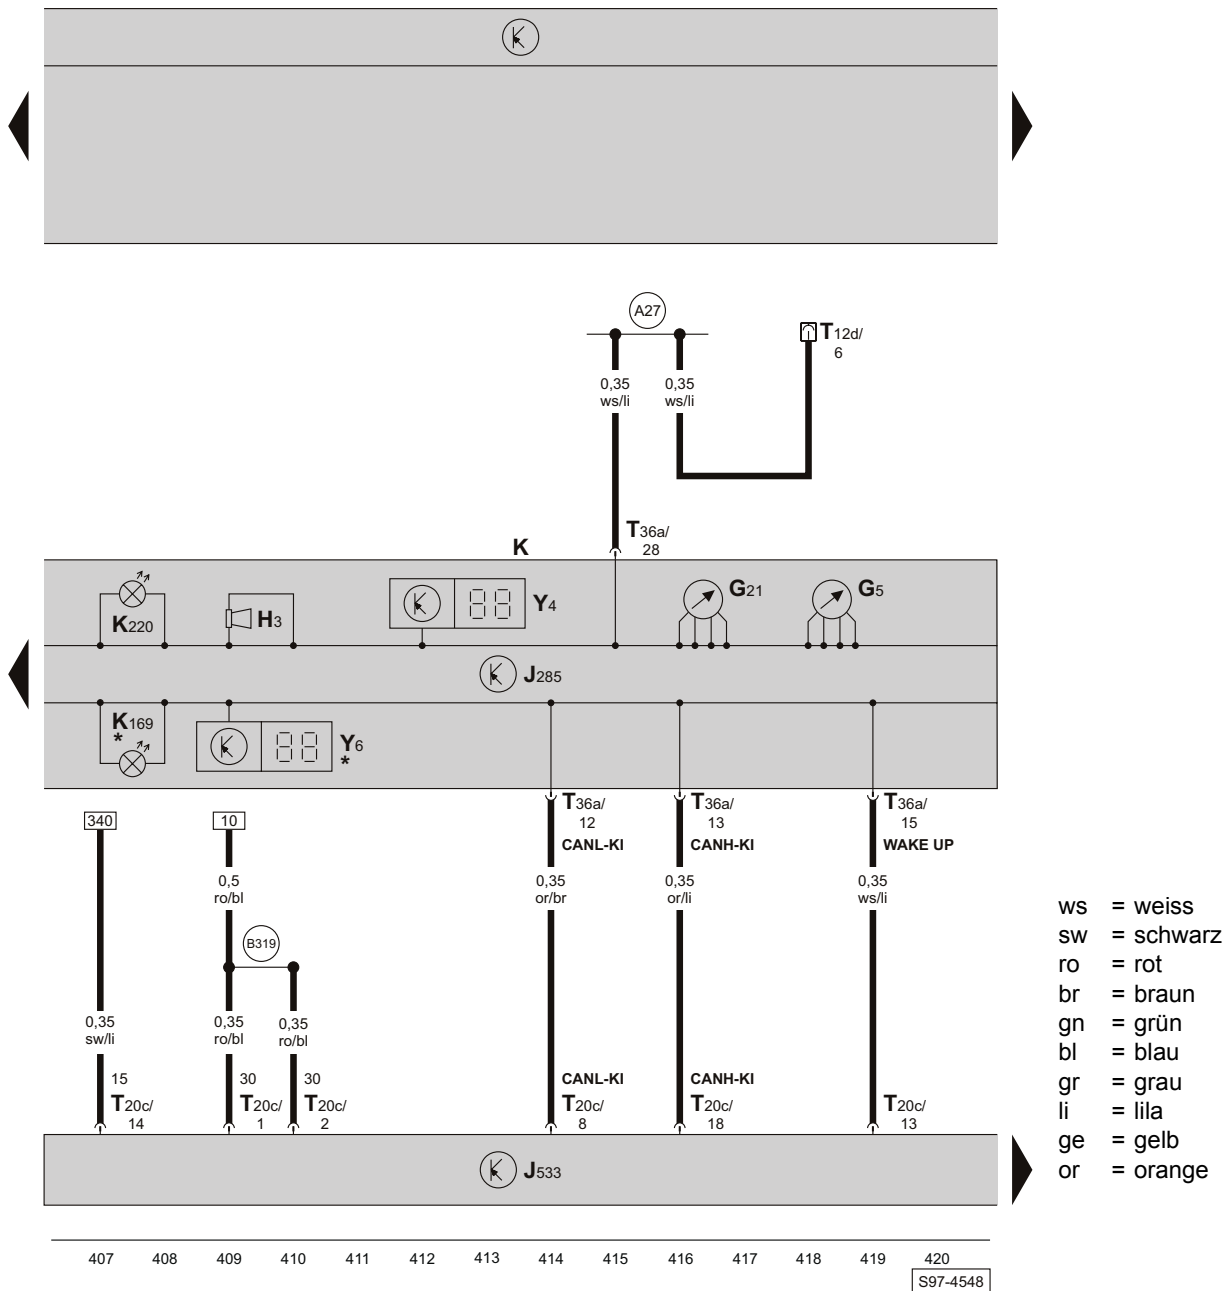 A27
T12d/
6
0,35
ws/li
0,35
ws/li
T36a/
28
K
K220
H3
Y4
G21
G5
J285
K169
*
Y6
*
340
10
T36a/
12
CANL-KI
T36a/
13
CANH-KI
T36a/
15
WAKE UP
0,5
ro/bl
0,35
or/br
0,35
or/li
0,35
ws/li
B319
0,35
sw/li
0,35
ro/bl
0,35
ro/bl
15
T20c/
14
30
T20c/
1
30
T20c/
2
CANL-KI
T20c/
8
CANH-KI
T20c/
18
T20c/
13
J533
407 408 409 410 411 412 413 414 415 416 417 418 419 420
S97-4548
ws = weiss
sw = schwarz
ro = rot
br = braun
gn = grün
bl = blau
gr = grau
li = lila
ge = gelb
or = orange